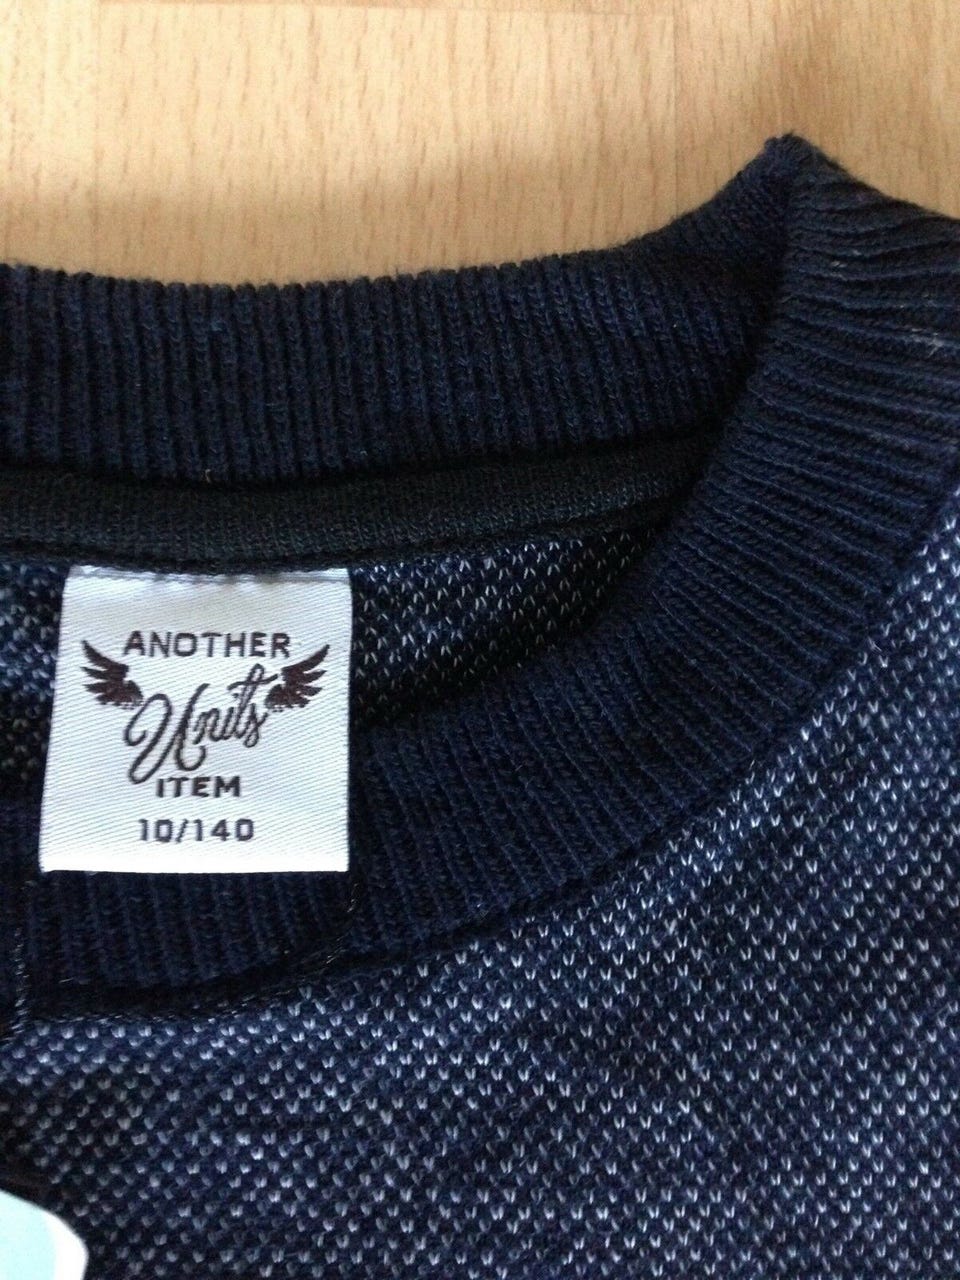 ANOTHER
Units
ITEM
10/140